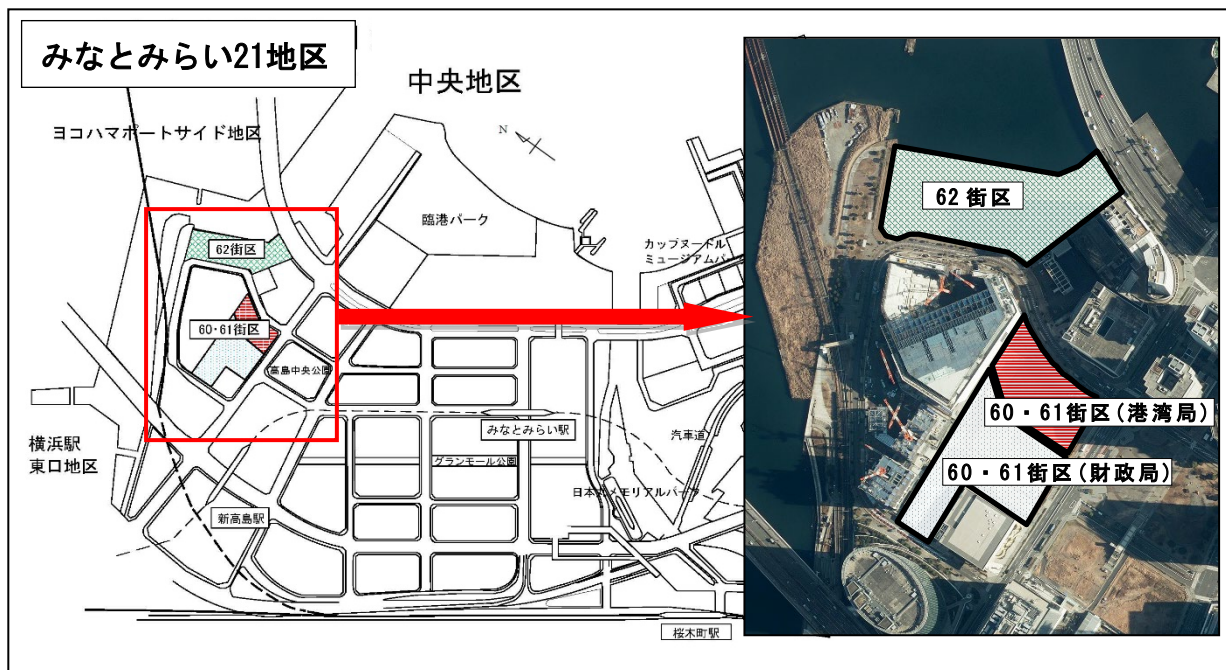 みなとみらい21地区
中央地区
ヨコハマポートサイド地区
N
臨港パーク
カップヌードル
ミュージアムパ
62街区
60・61街区
高島中央公園
横浜駅
東口地区
みなとみらい駅
汽車道
グランモール公園
日本丸メモリアルパーク
新高島駅
桜木町駅
62街区
60・61街区(港湾局)
60・61街区(財政局)